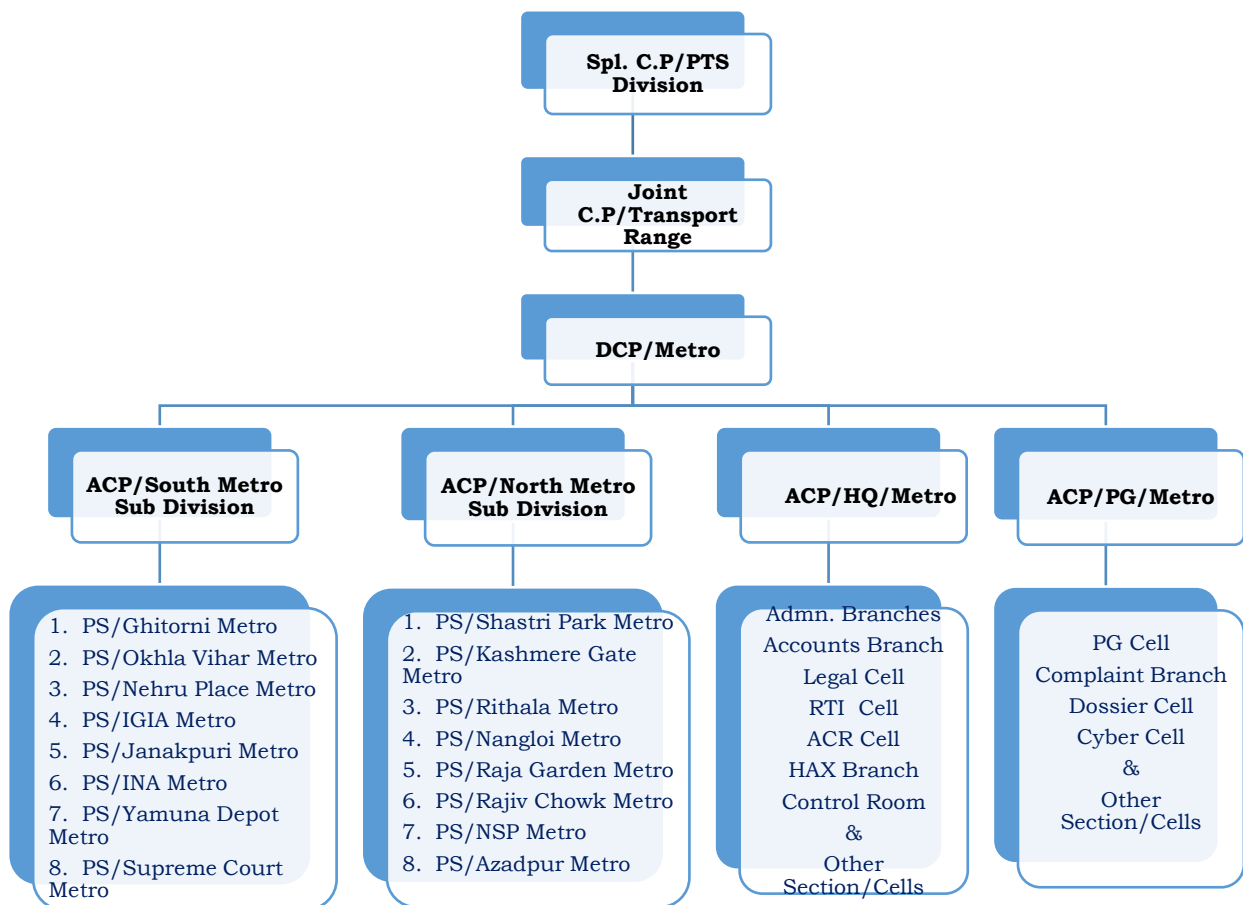 Spl. C.P/PTS
Division
Joint
C.P/Transport
Range
DCP/Metro
ACP/South Metro
Sub Division
ACP/North Metro
Sub Division
ACP/HQ/Metro
ACP/PG/Metro
1. PS/Ghitorni Metro
2. PS/Okhla Vihar Metro
3. PS/Nehru Place Metro
4. PS/IGIA Metro
5. PS/Janakpuri Metro
6. PS/INA Metro
7. PS/Yamuna Depot
Metro
8. PS/Supreme Court
Metro
1. PS/Shastri Park Metro
2. PS/Kashmere Gate
Metro
3. PS/Rithala Metro
4. PS/Nangloi Metro
5. PS/Raja Garden Metro
6. PS/Rajiv Chowk Metro
7. PS/NSP Metro
8. PS/Azadpur Metro
Admn. Branches
Accounts Branch
Legal Cell
RTI Cell
ACR Cell
HAX Branch
Control Room
&
Other
Section/Cells
PG Cell
Complaint Branch
Dossier Cell
Cyber Cell
&
Other
Section/Cells